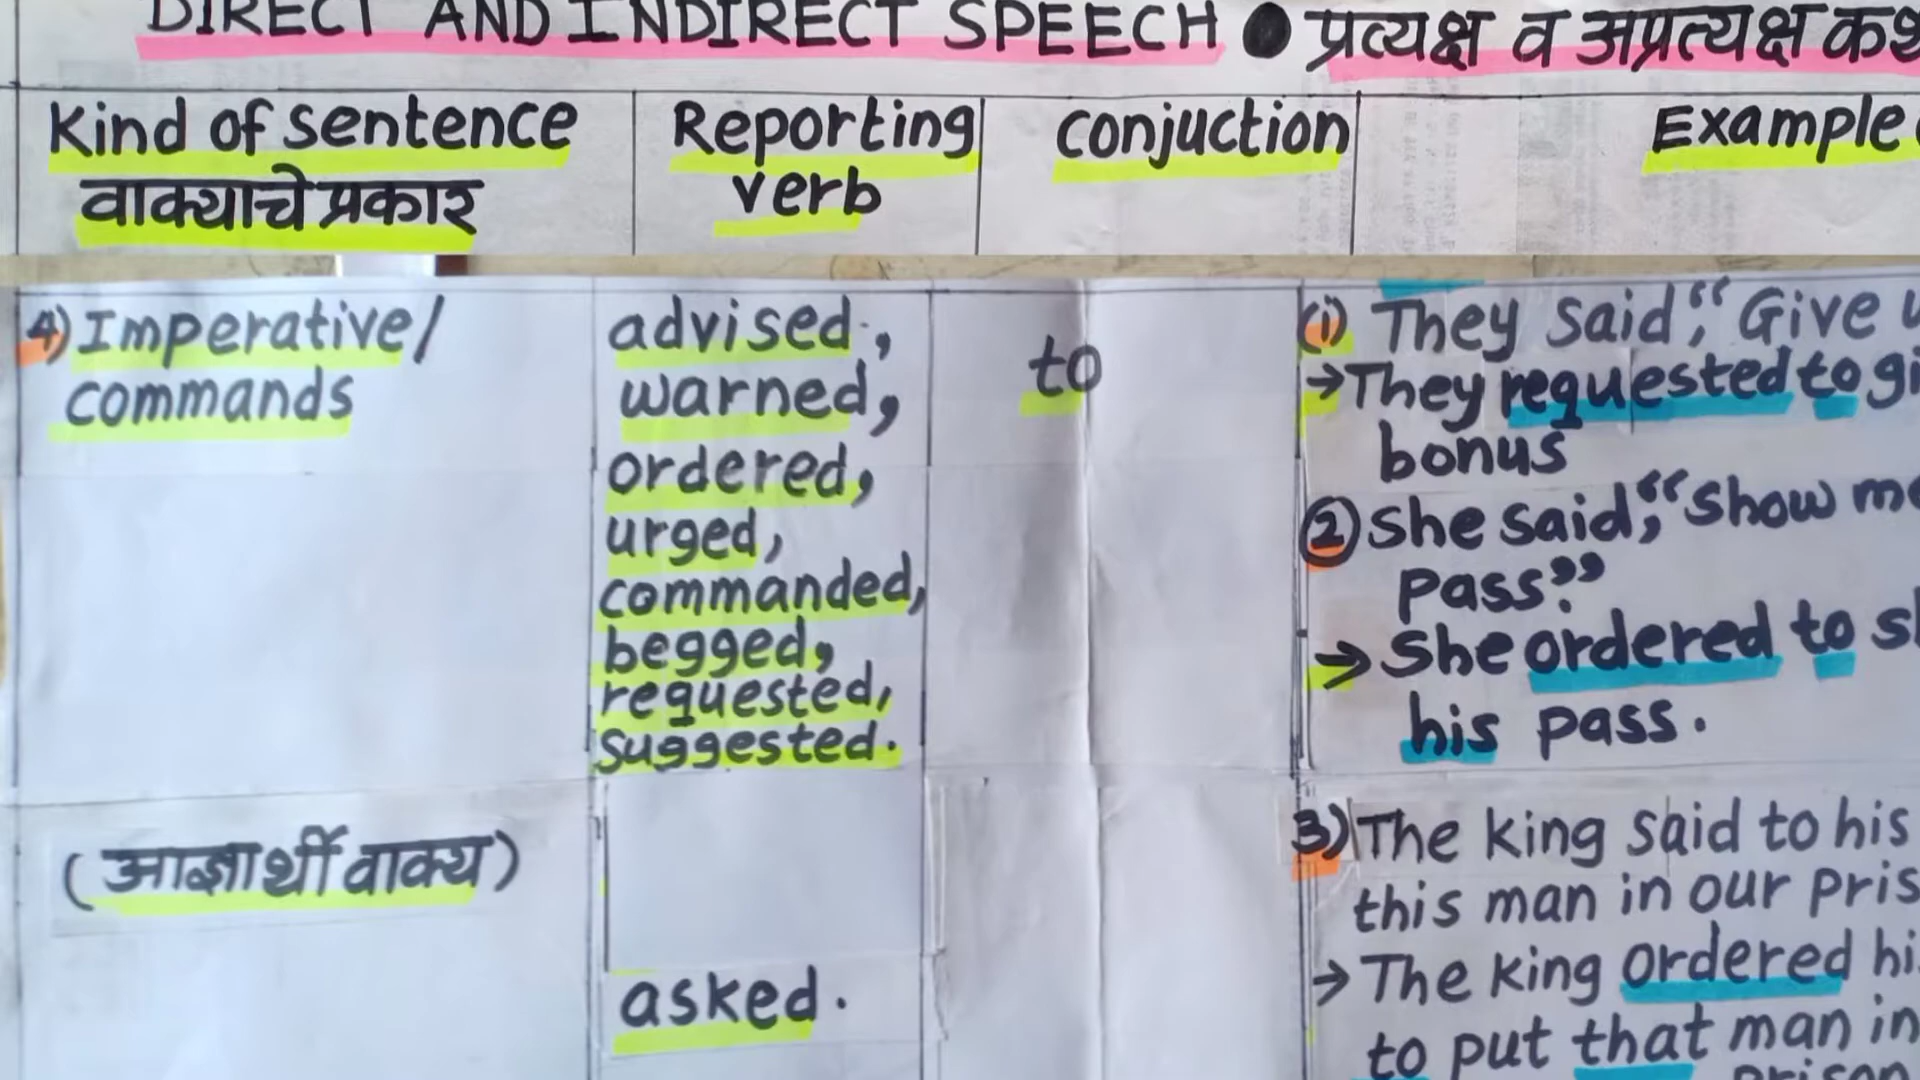 DIRECT AND INDIRECT SPEECH ● प्रत्यक्ष व अप्रत्यक्ष
Kind of sentence
वाक्याचे प्रकार
Reporting
verb
conjuction
Example
4) Imperative/
commands
(आज्ञार्थी वाक्य)
advised,
warned,
ordered,
urged,
commanded,
begged,
requested,
suggested.
asked.
to
(i) They said, “Give
→ They requested to
bonus
2 she said, “Show me
pass.”
→ She ordered to
his pass.
3) The king said to his
this man in our
→ The king ordered
to put that man in
prison